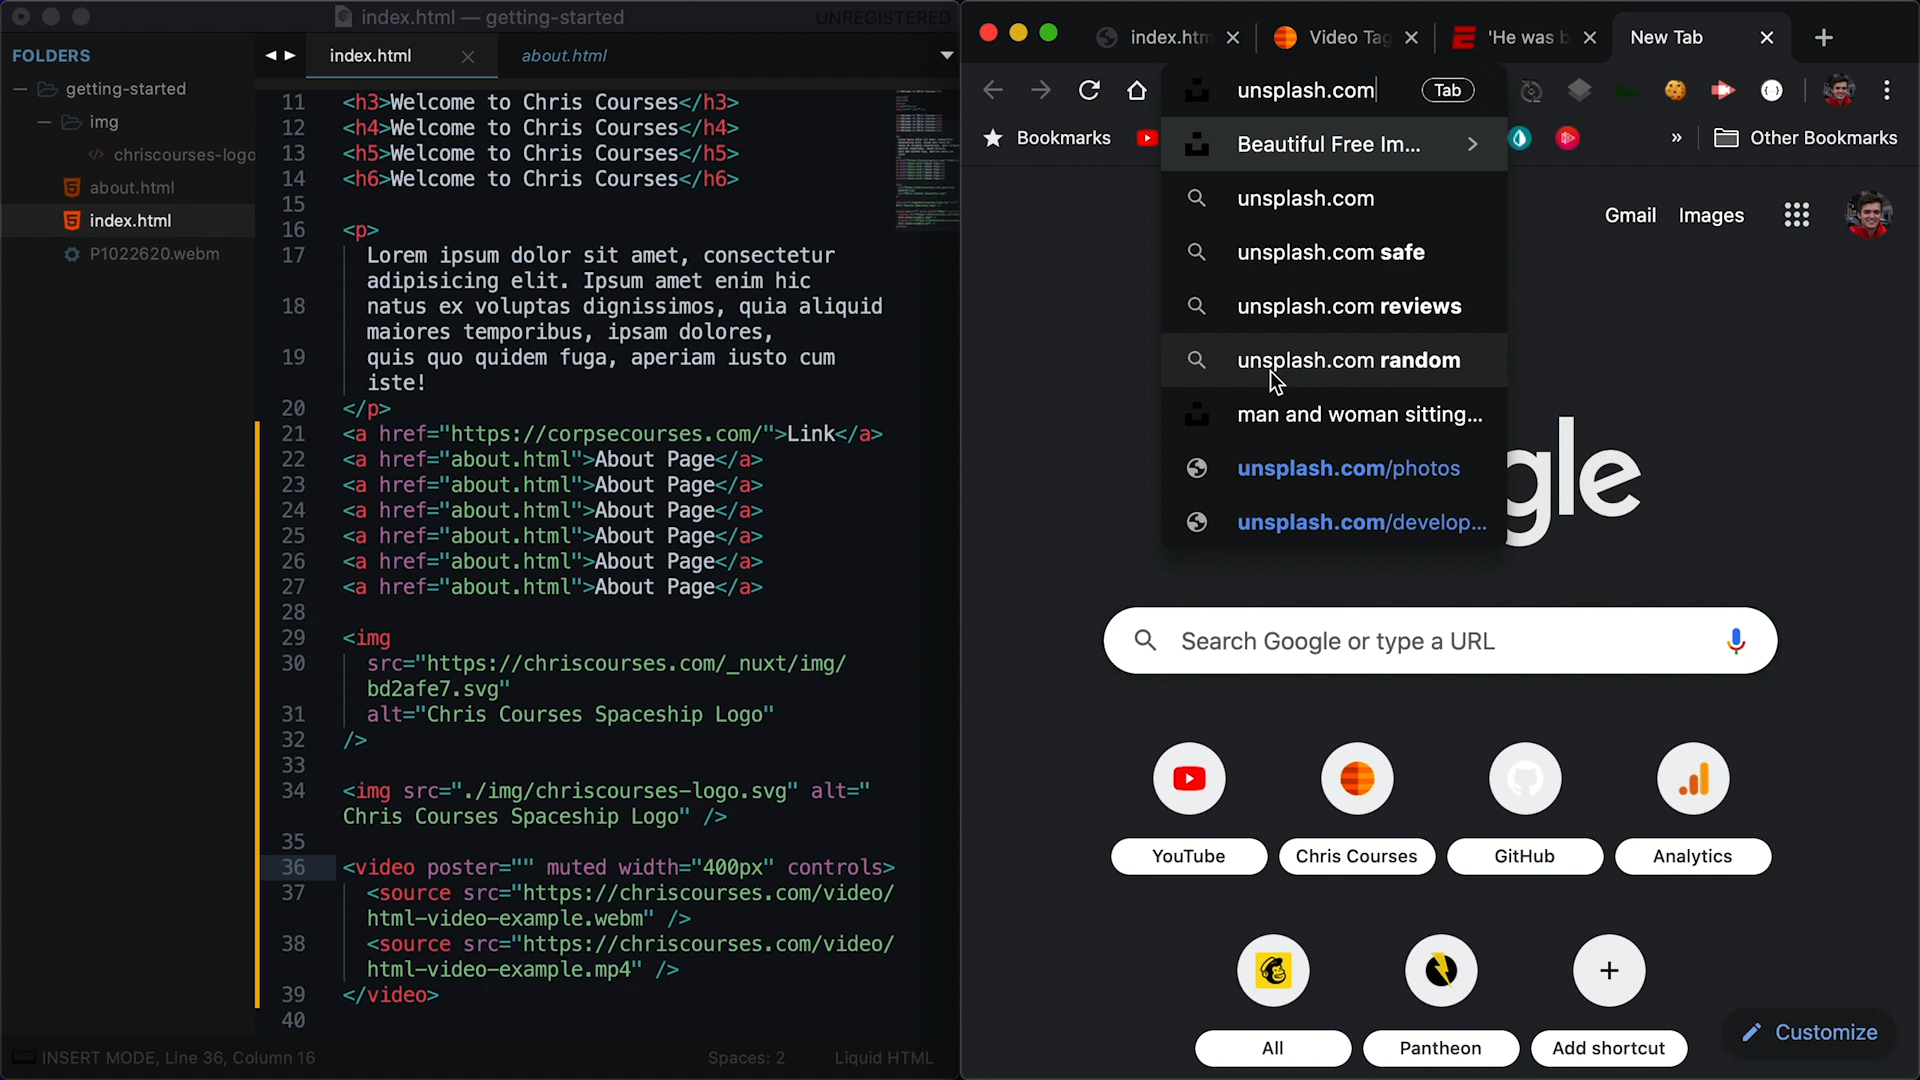 index.html — getting-started
UNREGISTERED
FOLDERS
getting-started
img
chriscourses-logo
about.html
index.html
P1022620.webm
index.html
about.html
11 <h3>Welcome to Chris Courses</h3>
12 <h4>Welcome to Chris Courses</h4>
13 <h5>Welcome to Chris Courses</h5>
14 <h6>Welcome to Chris Courses</h6>
15
16 <p>
17 Lorem ipsum dolor sit amet, consectetur
adipisicing elit. Ipsum amet enim hic
18 natus ex voluptas dignissimos, quia aliquid
maiores temporibus, ipsam dolores,
19 quis quo quidem fuga, aperiam iusto cum
iste!
20 </p>
21 <a href="https://corpsecourses.com/">Link</a>
22 <a href="about.html">About Page</a>
23 <a href="about.html">About Page</a>
24 <a href="about.html">About Page</a>
25 <a href="about.html">About Page</a>
26 <a href="about.html">About Page</a>
27 <a href="about.html">About Page</a>
28
29 <img
30 src="https://chriscourses.com/_nuxt/img/
bd2afe7.svg"
31 alt="Chris Courses Spaceship Logo"
32 />
33
34 <img src="./img/chriscourses-logo.svg" alt="
Chris Courses Spaceship Logo" />
35
36 <video poster="" muted width="400px" controls>
37 <source src="https://chriscourses.com/video/
html-video-example.webm" />
38 <source src="https://chriscourses.com/video/
html-video-example.mp4" />
39 </video>
40
INSERT MODE, Line 36, Column 16
Spaces: 2
Liquid HTML
index.htm
Video Tag
'He was b
New Tab
unsplash.com
Tab
Bookmarks
Other Bookmarks
Beautiful Free Im...
unsplash.com
unsplash.com safe
unsplash.com reviews
unsplash.com random
man and woman sitting...
unsplash.com/photos
unsplash.com/develop...
Gmail
Images
gle
Search Google or type a URL
YouTube
Chris Courses
GitHub
Analytics
All
Pantheon
Add shortcut
Customize